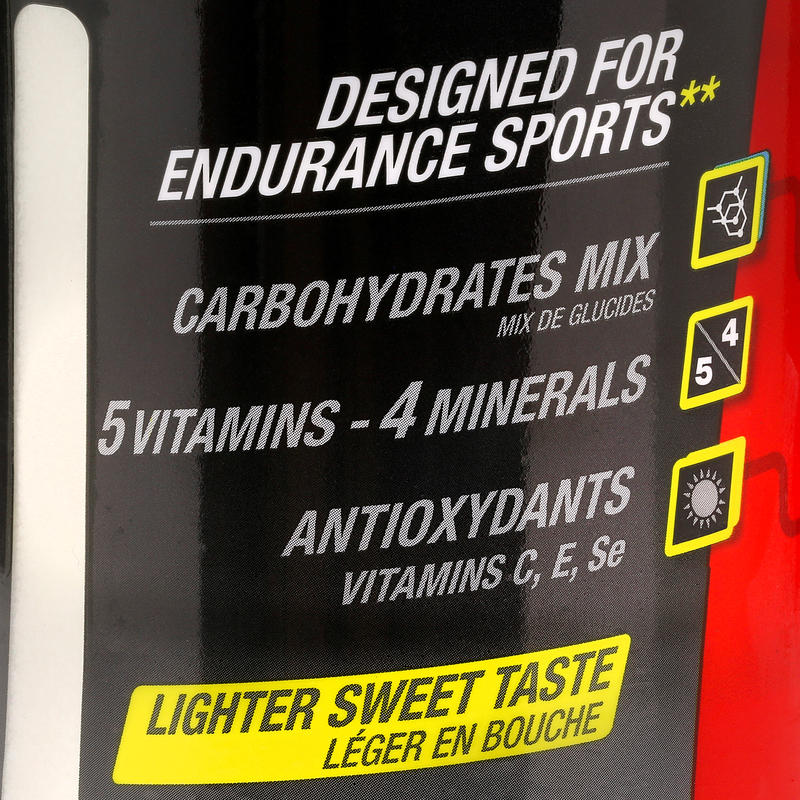 DESIGNED FOR
ENDURANCE SPORTS**
CARBOHYDRATES MIX
MIX DE GLUCIDES
5 VITAMINS - 4 MINERALS
4
5
ANTIOXYDANTS
VITAMINS C, E, Se
LIGHTER SWEET TASTE
LÉGER EN BOUCHE